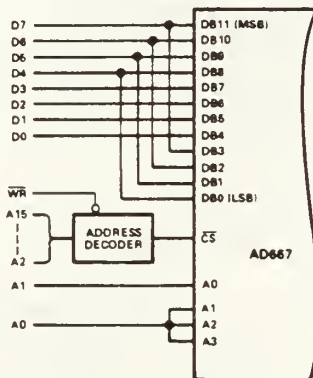 D7 DB11 (MSB)
D6 DB10
D5 DB9
D4 DB8
D3 DB7
D2 DB6
D1 DB5
D0 DB4
DB3
DB2
DB1
DB0 (LSB)
WR
A15
ADDRESS
DECODER
CS
A2
AD667
A1 A0
A0 A1
A2
A3